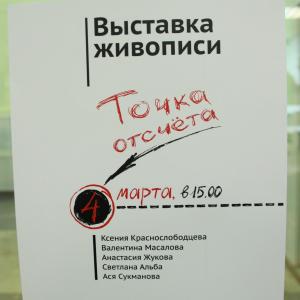 Выставка
живописи
Точка
отсчёта
4 марта, в 15.00
Ксения Краснослободцева
Валентина Масалова
Анастасия Жукова
Светлана Альба
Ася Сукманова